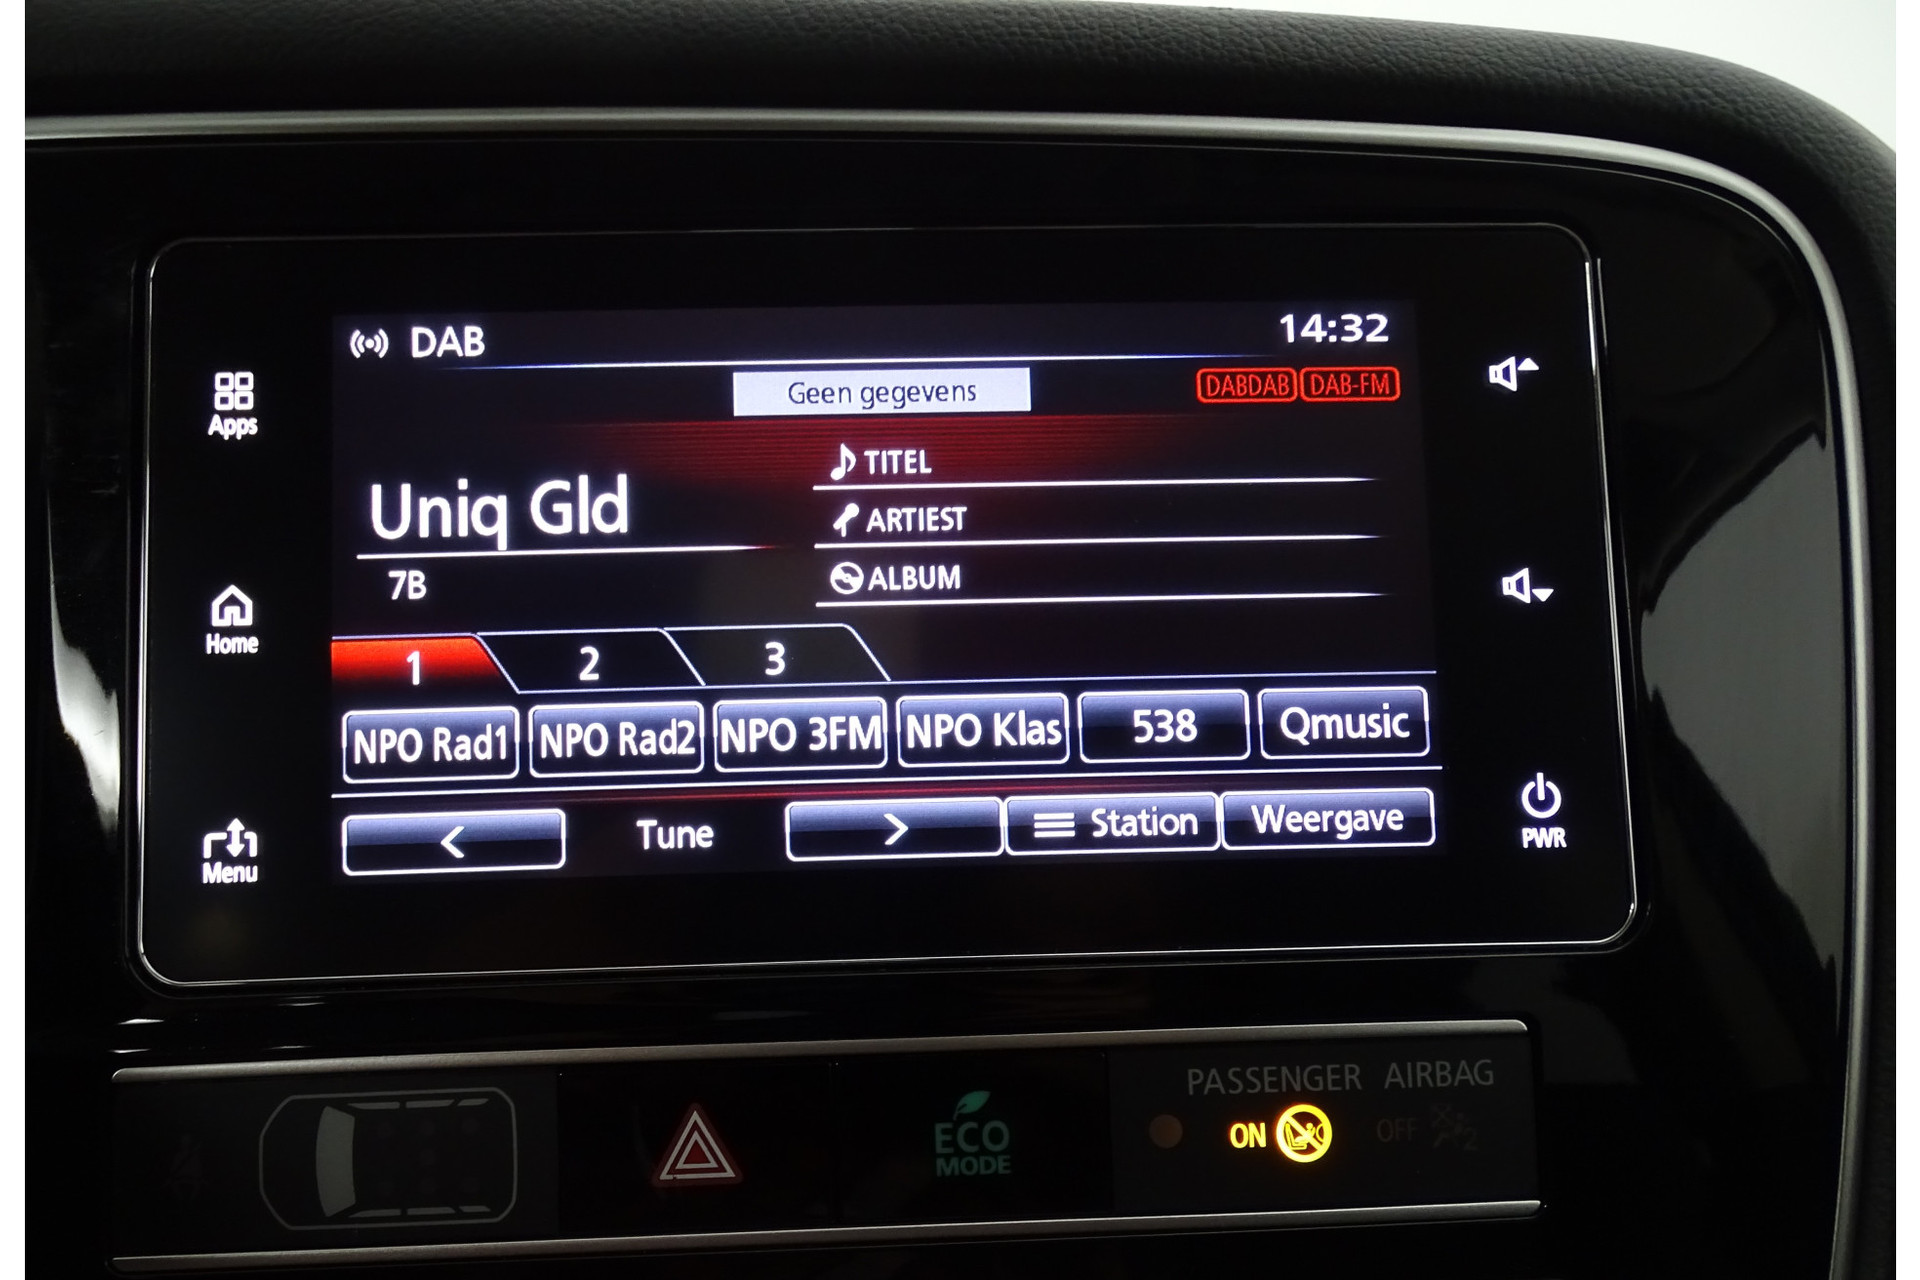 DAB
14:32
Geen gegevens
DABDAB DAB-FM
Apps
TITEL
Uniq Gld
ARTIEST
7B
ALBUM
Home
1 2 3
NPO Rad1 NPO Rad2 NPO 3FM NPO Klas 538 Qmusic
< Tune > Station Weergave
Menu
PWR
PASSENGER AIRBAG
ECO
MODE
ON
OFF
2